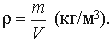 ρ = m/V (кг/м³).